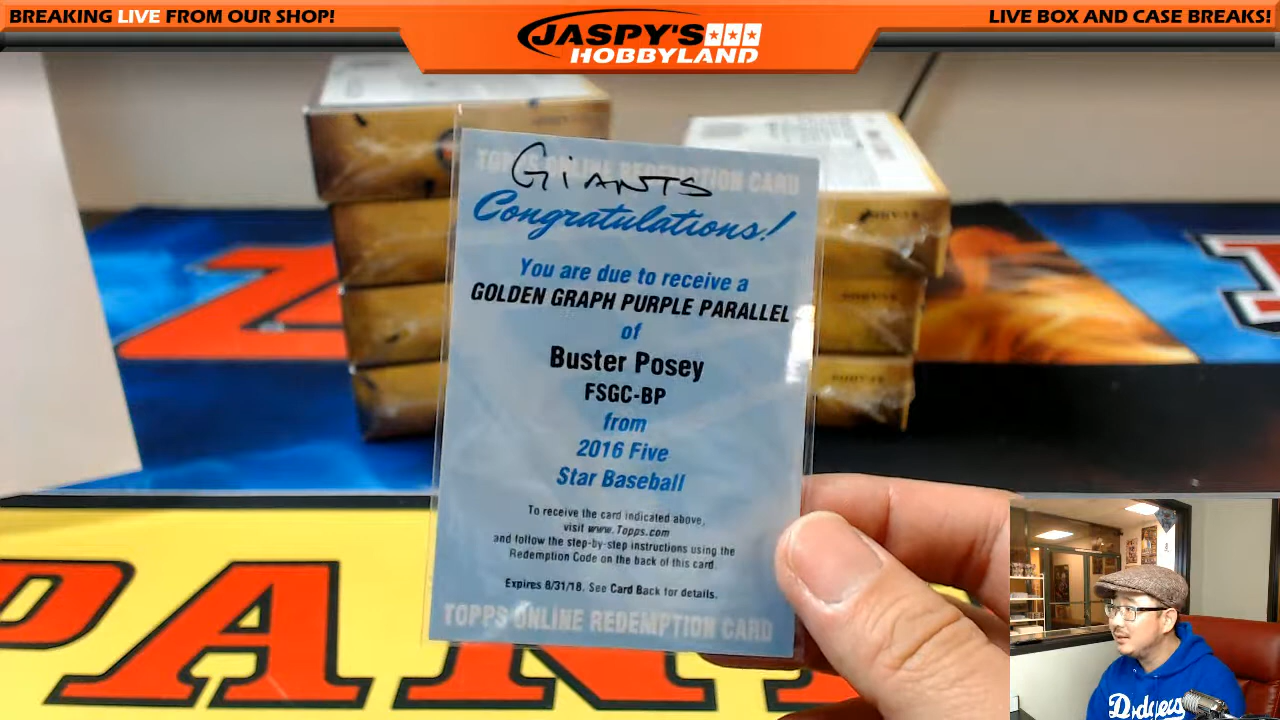 BREAKING LIVE FROM OUR SHOP!
JASPY'S
HOBBYLAND
LIVE BOX AND CASE BREAKS!
TOPPS ONLINE REDEMPTION CARD
GIANTS
Congratulations!
You are due to receive a
GOLDEN GRAPH PURPLE PARALLEL
of
Buster Posey
FSGC-BP
from
2016 Five
Star Baseball
To receive the card indicated above,
visit www.Topps.com
and follow the step-by-step instructions using the
Redemption Code on the back of this card.
Expires 8/31/18. See Card Back for details.
TOPPS ONLINE REDEMPTION CARD
PANI
Dodgers